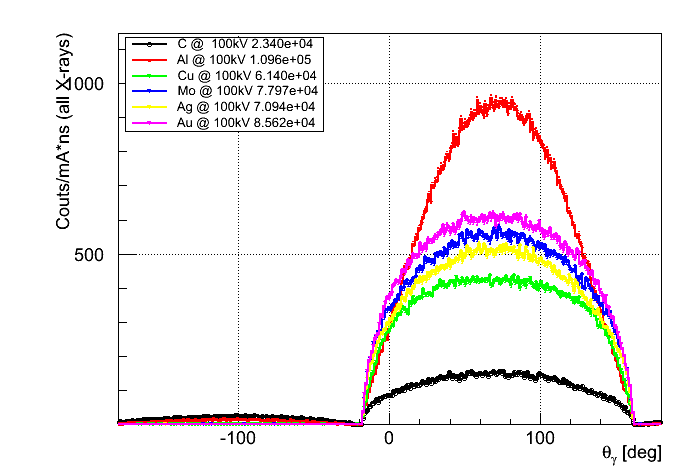 C @ 100kV 2.340e+04
Al @ 100kV 1.096e+05
Cu @ 100kV 6.140e+04
Mo @ 100kV 7.797e+04
Ag @ 100kV 7.094e+04
Au @ 100kV 8.562e+04
Couts/mA*ns (all X-rays)
1000
500
-100
0
100
θγ [deg]